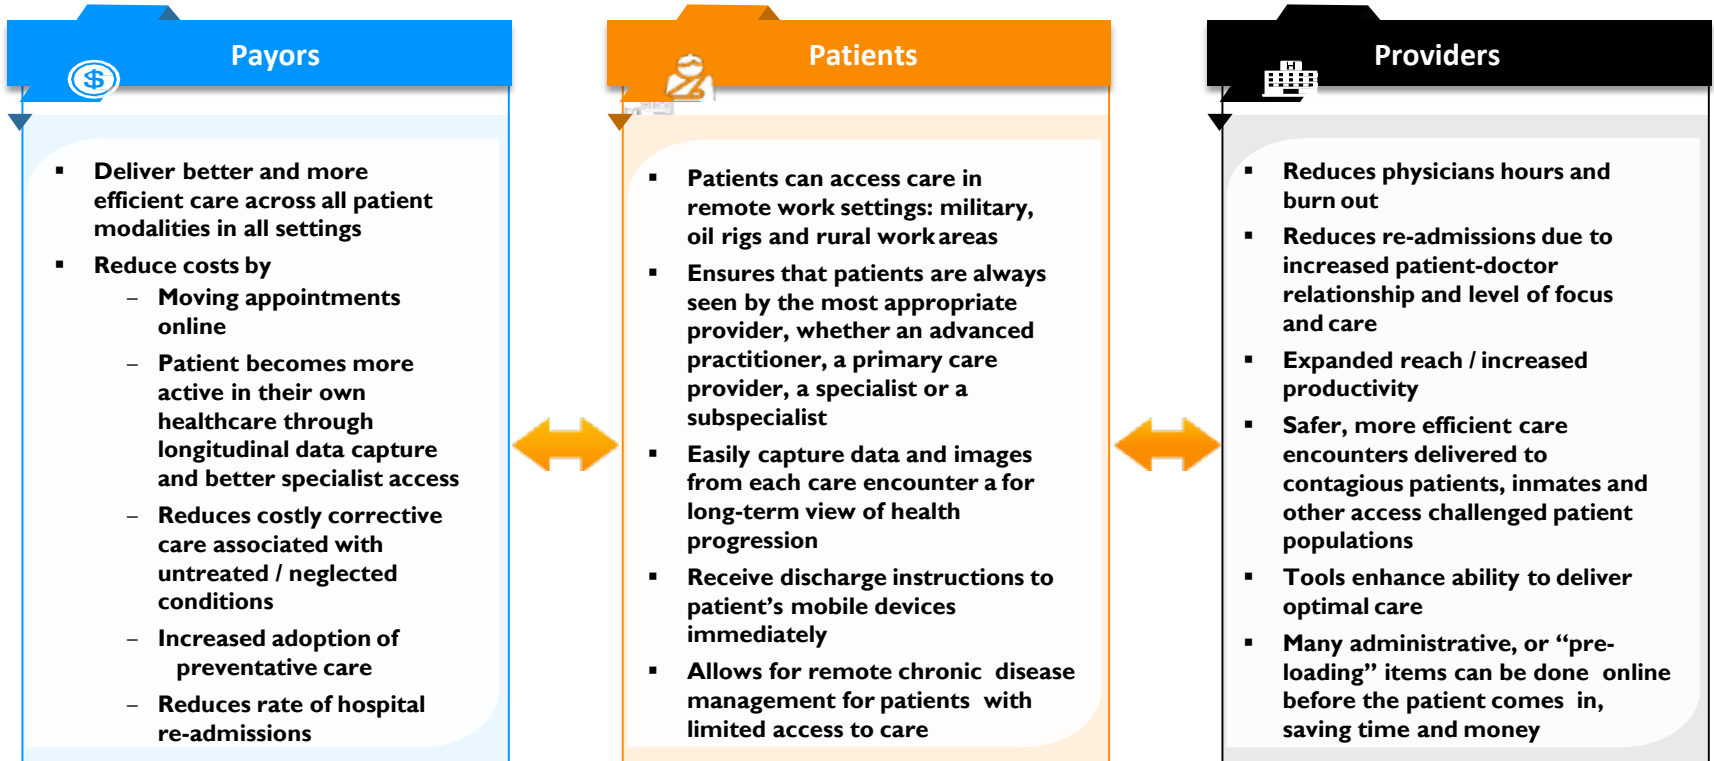 Payors
$
▪ Deliver better and more
efficient care across all patient
modalities in all settings
▪ Reduce costs by
– Moving appointments
online
– Patient becomes more
active in their own
healthcare through
longitudinal data capture
and better specialist access
– Reduces costly corrective
care associated with
untreated / neglected
conditions
– Increased adoption of
preventative care
– Reduces rate of hospital
re-admissions
Patients
▪ Patients can access care in
remote work settings: military,
oil rigs and rural work areas
▪ Ensures that patients are always
seen by the most appropriate
provider, whether an advanced
practitioner, a primary care
provider, a specialist or a
subspecialist
▪ Easily capture data and images
from each care encounter a for
long-term view of health
progression
▪ Receive discharge instructions to
patient’s mobile devices
immediately
▪ Allows for remote chronic disease
management for patients with
limited access to care
Providers
H
▪ Reduces physicians hours and
burn out
▪ Reduces re-admissions due to
increased patient-doctor
relationship and level of focus
and care
▪ Expanded reach / increased
productivity
▪ Safer, more efficient care
encounters delivered to
contagious patients, inmates and
other access challenged patient
populations
▪ Tools enhance ability to deliver
optimal care
▪ Many administrative, or “pre-
loading” items can be done online
before the patient comes in,
saving time and money